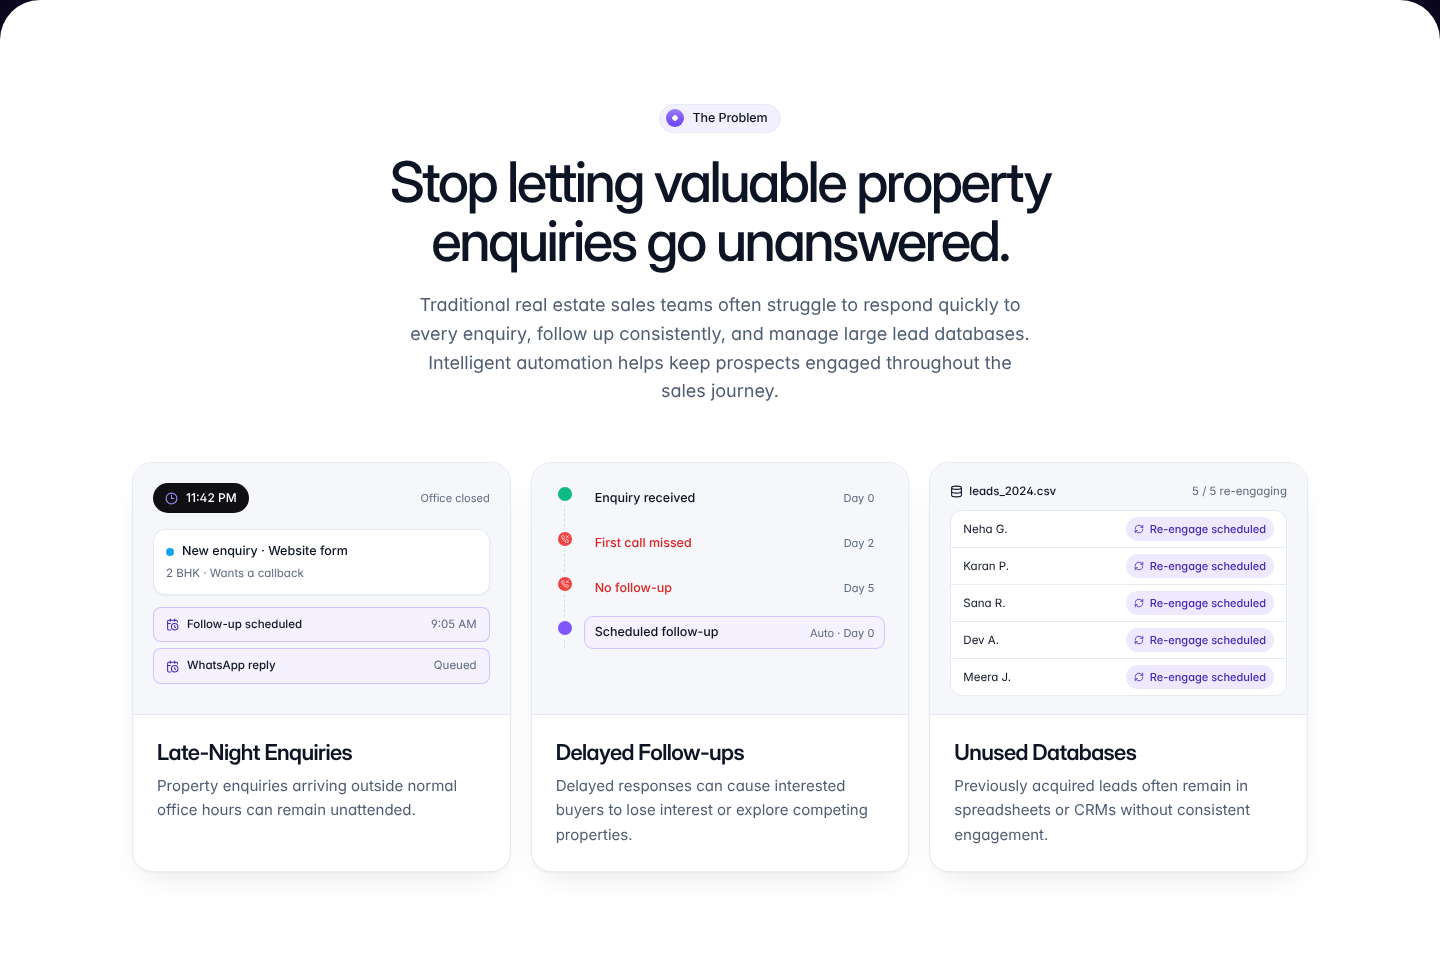 The Problem
Stop letting valuable property
enquiries go unanswered.
Traditional real estate sales teams often struggle to respond quickly to
every enquiry, follow up consistently, and manage large lead databases.
Intelligent automation helps keep prospects engaged throughout the
sales journey.
11:42 PM
Office closed
New enquiry · Website form
2 BHK · Wants a callback
Follow-up scheduled
9:05 AM
WhatsApp reply
Queued
Late-Night Enquiries
Property enquiries arriving outside normal
office hours can remain unattended.
Enquiry received
Day 0
First call missed
Day 2
No follow-up
Day 5
Scheduled follow-up
Auto · Day 0
Delayed Follow-ups
Delayed responses can cause interested
buyers to lose interest or explore competing
properties.
leads_2024.csv
5 / 5 re-engaging
Neha G.
Re-engage scheduled
Karan P.
Re-engage scheduled
Sana R.
Re-engage scheduled
Dev A.
Re-engage scheduled
Meera J.
Re-engage scheduled
Unused Databases
Previously acquired leads often remain in
spreadsheets or CRMs without consistent
engagement.